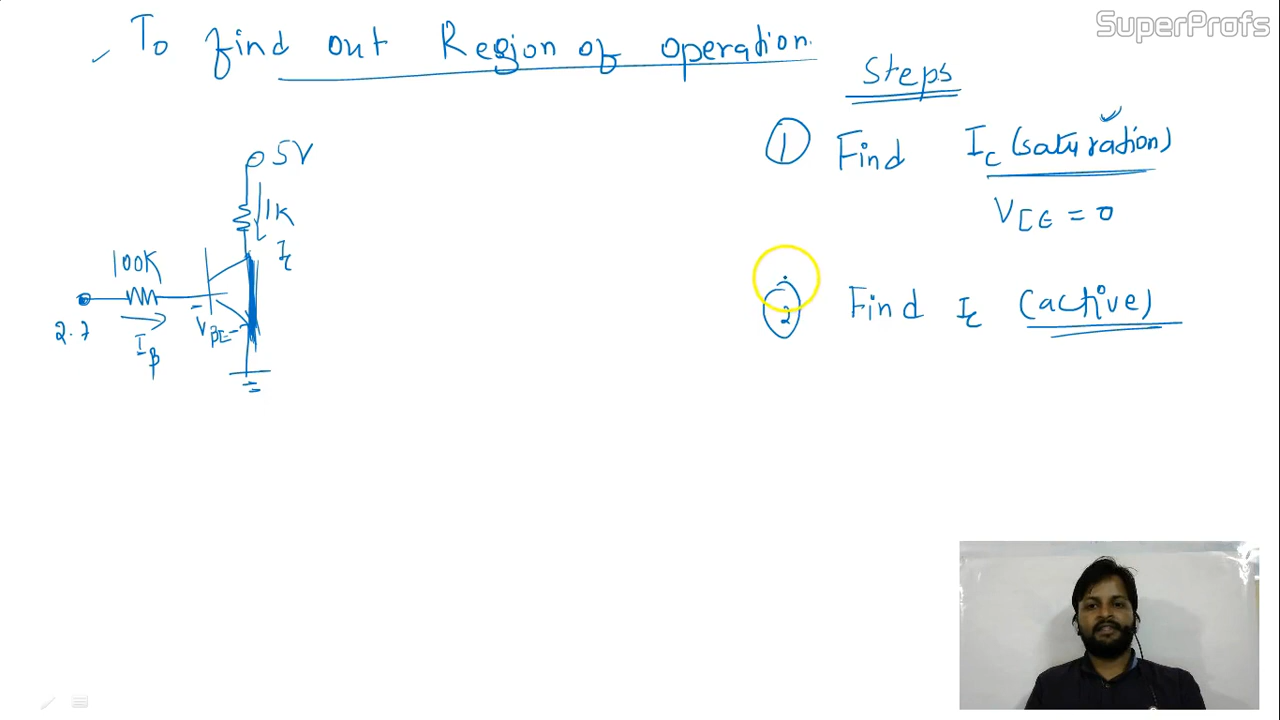 SuperProfs
To find out Region of operation.
Steps
① Find Ic (saturation)
VCE = 0
② Find Ic (active)
5V
1K
Ic
100K
2.7
IB
VBE